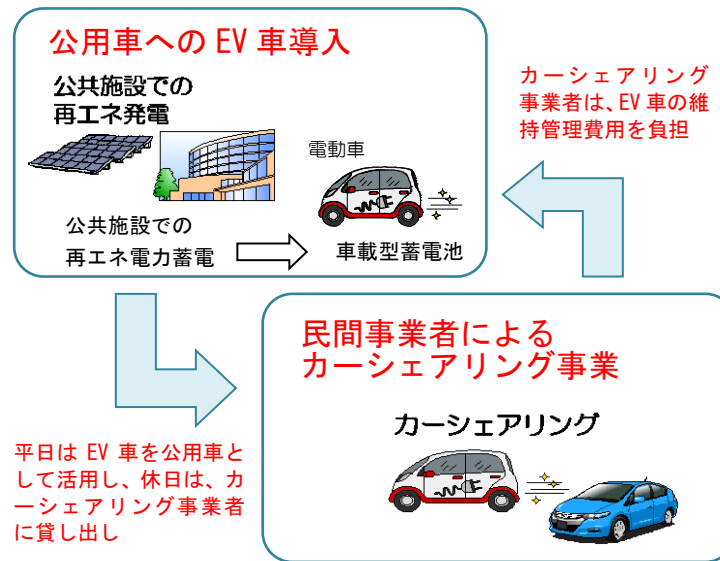 公用車への EV 車導入
公共施設での
再エネ発電
電動車
公共施設での
再エネ電力蓄電
車載型蓄電池
カーシェアリング
事業者は、EV 車の維
持管理費用を負担
民間事業者による
カーシェアリング事業
カーシェアリング
平日は EV 車を公用車と
して活用し、休日は、カ
ーシェアリング事業者
に貸し出し